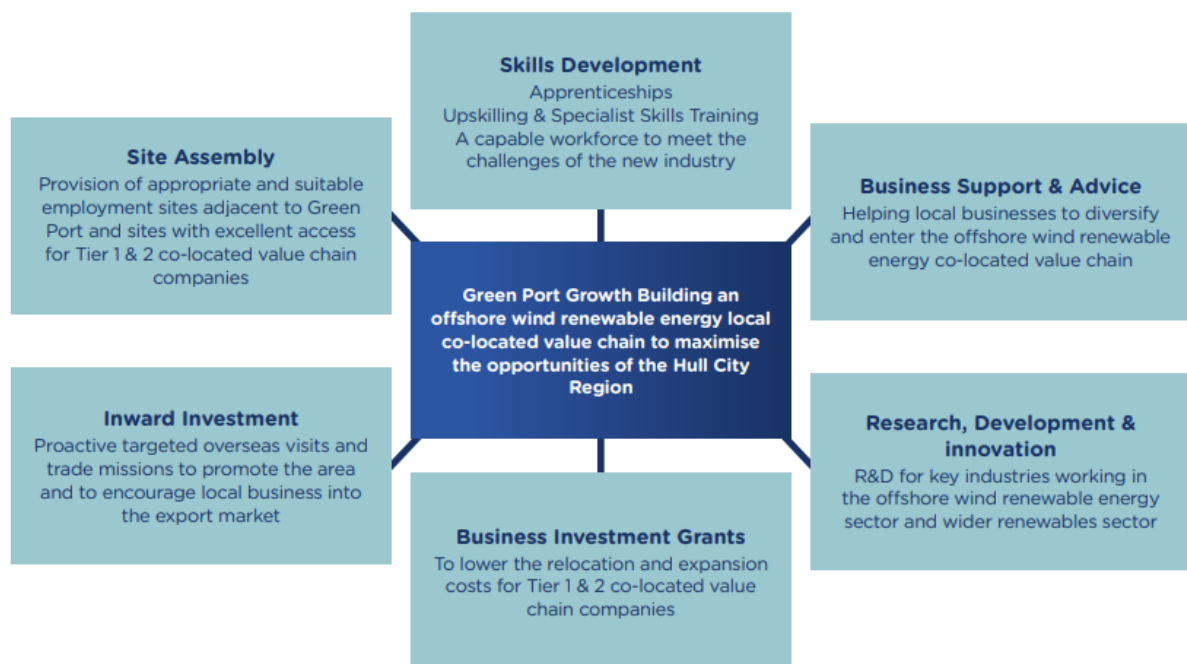 Skills Development
Apprenticeships
Upskilling & Specialist Skills Training
A capable workforce to meet the
challenges of the new industry
Site Assembly
Provision of appropriate and suitable
employment sites adjacent to Green
Port and sites with excellent access
for Tier 1 & 2 co-located value chain
companies
Business Support & Advice
Helping local businesses to diversify
and enter the offshore wind renewable
energy co-located value chain
Green Port Growth Building an
offshore wind renewable energy local
co-located value chain to maximise
the opportunities of the Hull City
Region
Inward Investment
Proactive targeted overseas visits and
trade missions to promote the area
and to encourage local business into
the export market
Research, Development &
innovation
R&D for key industries working in
the offshore wind renewable energy
sector and wider renewables sector
Business Investment Grants
To lower the relocation and expansion
costs for Tier 1 & 2 co-located value
chain companies